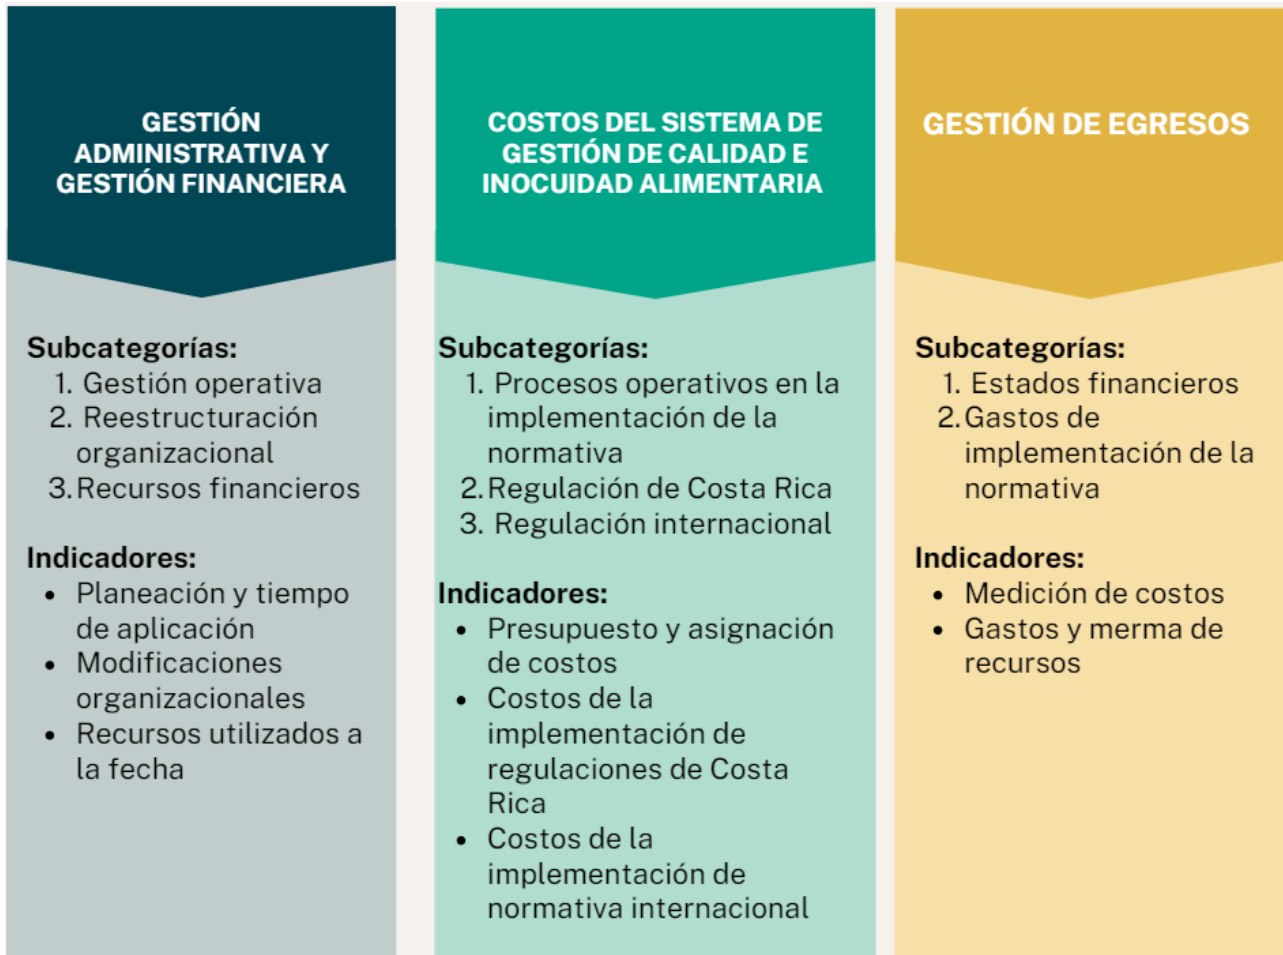 GESTIÓN
ADMINISTRATIVA Y
GESTIÓN FINANCIERA
Subcategorías:
1. Gestión operativa
2. Reestructuración
organizacional
3. Recursos financieros
Indicadores:
• Planeación y tiempo
de aplicación
• Modificaciones
organizacionales
• Recursos utilizados a
la fecha
COSTOS DEL SISTEMA DE
GESTIÓN DE CALIDAD E
INOCUIDAD ALIMENTARIA
Subcategorías:
1. Procesos operativos en la
implementación de la
normativa
2. Regulación de Costa Rica
3. Regulación internacional
Indicadores:
• Presupuesto y asignación
de costos
• Costos de la
implementación de
regulaciones de Costa
Rica
• Costos de la
implementación de
normativa internacional
GESTIÓN DE EGRESOS
Subcategorías:
1. Estados financieros
2. Gastos de
implementación de la
normativa
Indicadores:
• Medición de costos
• Gastos y merma de
recursos